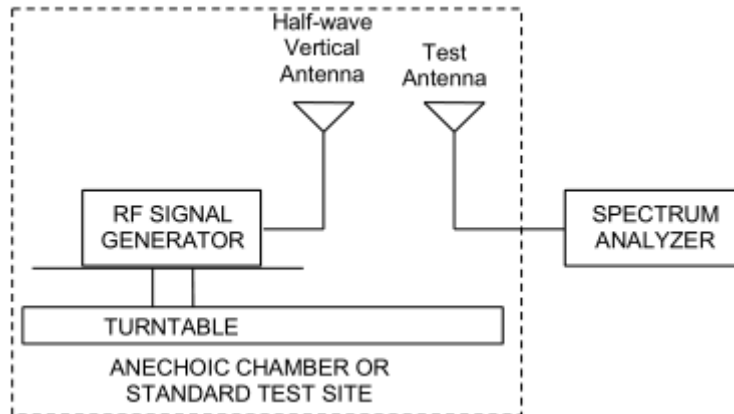 Half-wave
Vertical
Antenna
Test
Antenna
RF SIGNAL
GENERATOR
SPECTRUM
ANALYZER
TURNTABLE
ANECHOIC CHAMBER OR
STANDARD TEST SITE